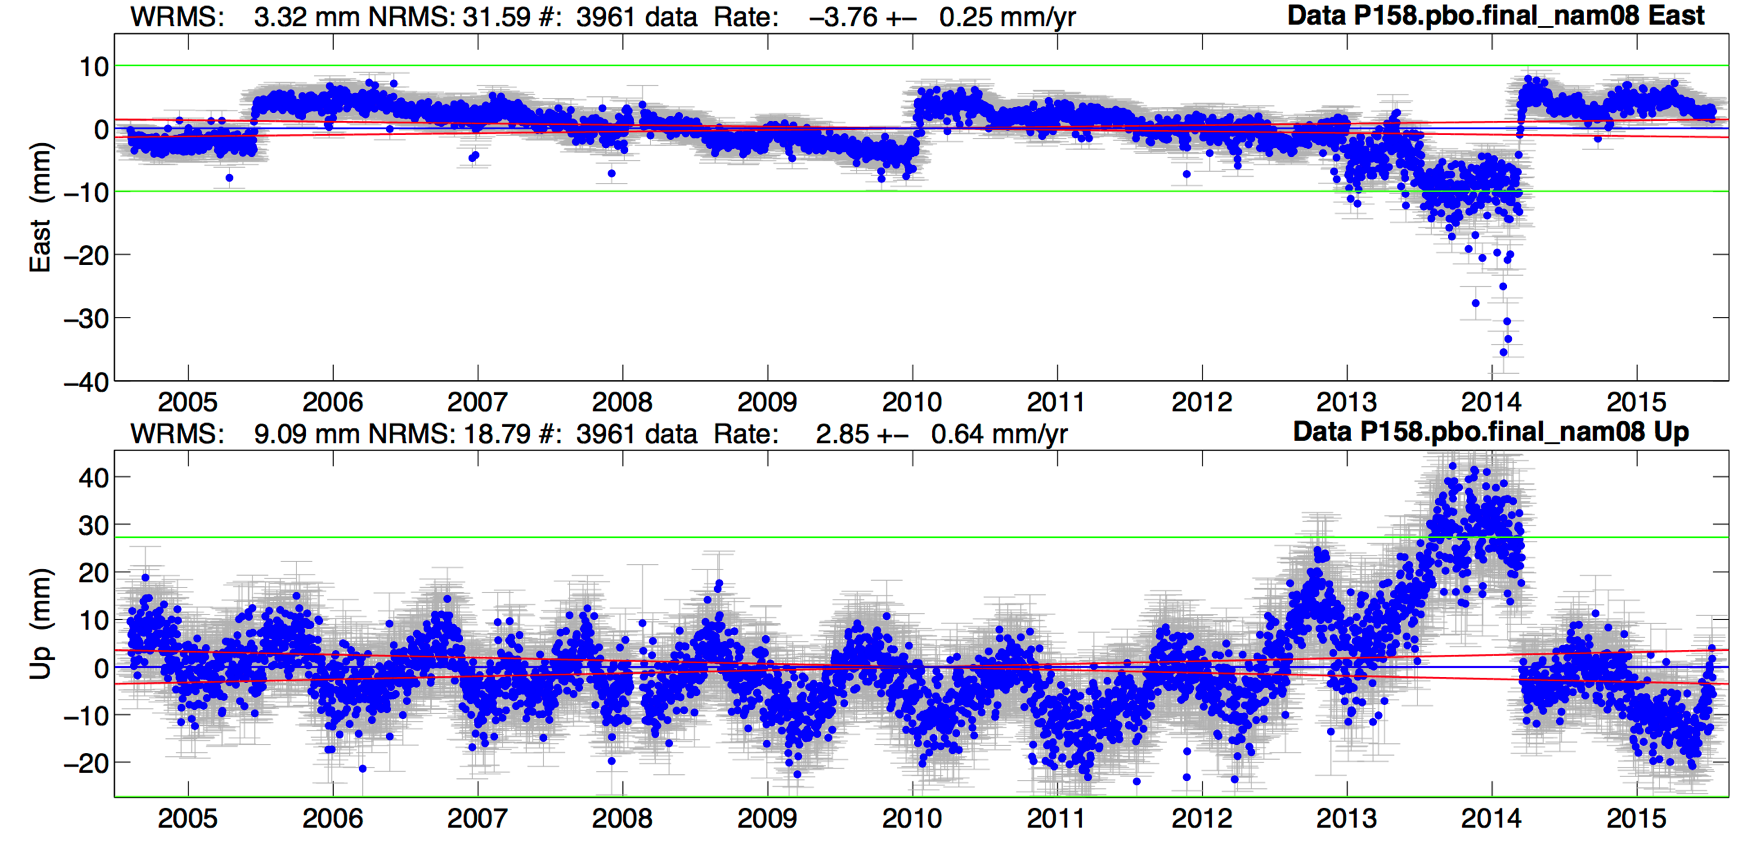 WRMS: 3.32 mm NRMS: 31.59 #: 3961 data Rate: −3.76 +− 0.25 mm/yr
Data P158.pbo.final_nam08 East
East (mm)
10
0
−10
−20
−30
−40
2005 2006 2007 2008 2009 2010 2011 2012 2013 2014 2015
WRMS: 9.09 mm NRMS: 18.79 #: 3961 data Rate: 2.85 +− 0.64 mm/yr
Data P158.pbo.final_nam08 Up
Up (mm)
40
30
20
10
0
−10
−20
2005 2006 2007 2008 2009 2010 2011 2012 2013 2014 2015